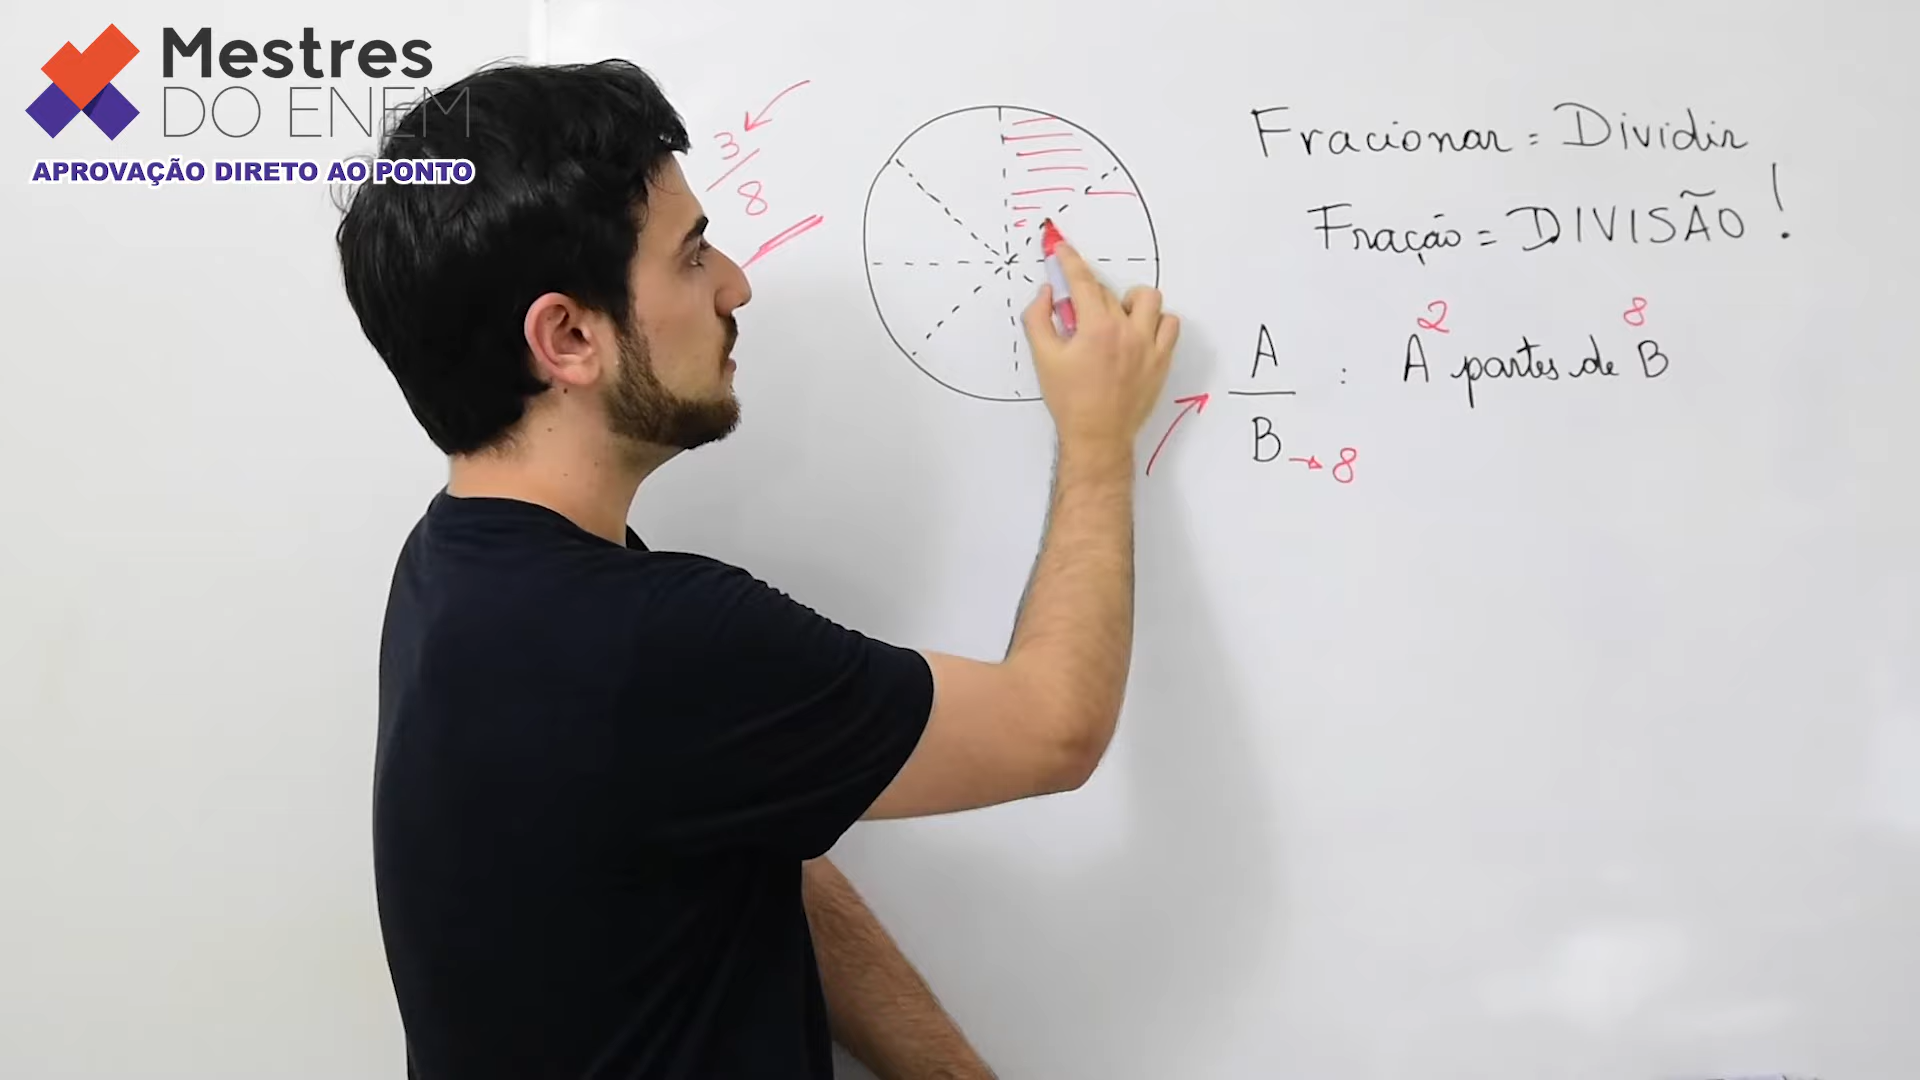 Mestres
DO ENEM
APROVAÇÃO DIRETO AO PONTO
3
8
Fracionar = Dividir
Fração = DIVISÃO!
2 8
A : A partes de B
B → 8